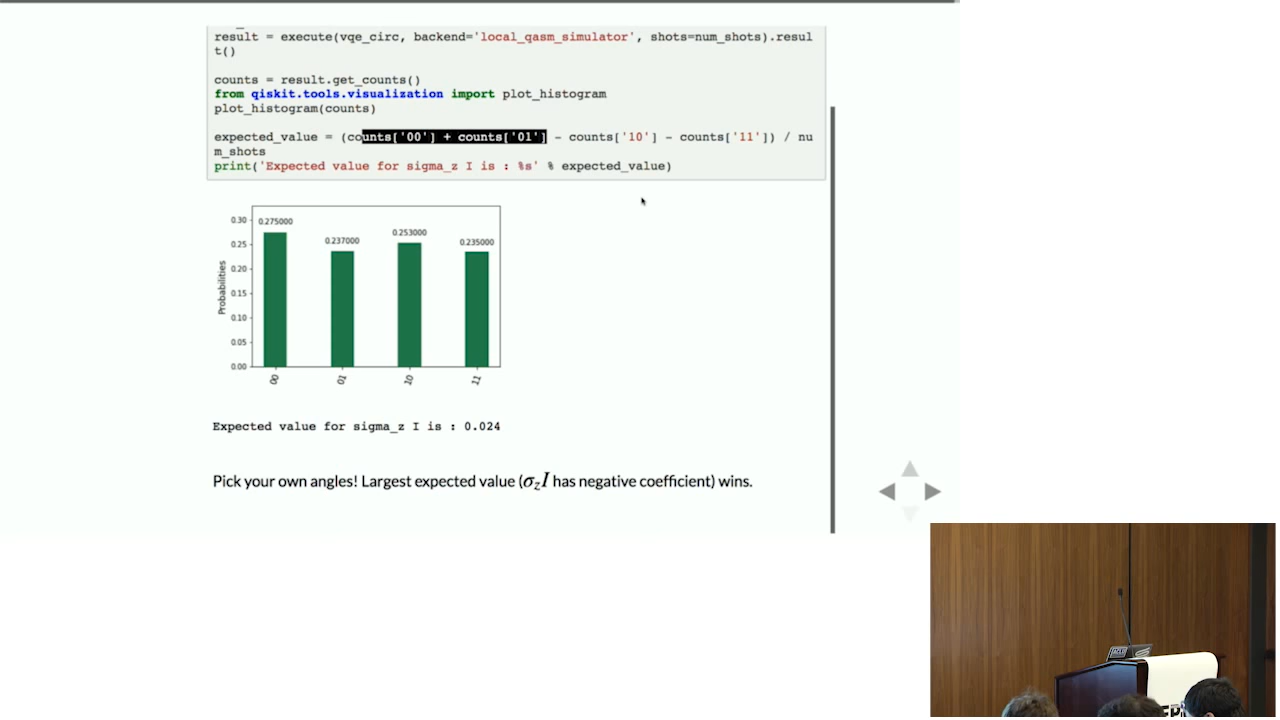 result = execute(vqe_circ, backend='local_qasm_simulator', shots=num_shots).resul
t()
counts = result.get_counts()
from qiskit.tools.visualization import plot_histogram
plot_histogram(counts)
expected_value = (counts['00'] + counts['01'] - counts['10'] - counts['11']) / nu
m_shots
print('Expected value for sigma_z I is : %s' % expected_value)
0.30
0.25
0.20
0.15
0.10
0.05
0.00
Probabilities
0.275000
0.237000
0.253000
0.235000
00
01
10
11
Expected value for sigma_z I is : 0.024
Pick your own angles! Largest expected value (σzI has negative coefficient) wins.